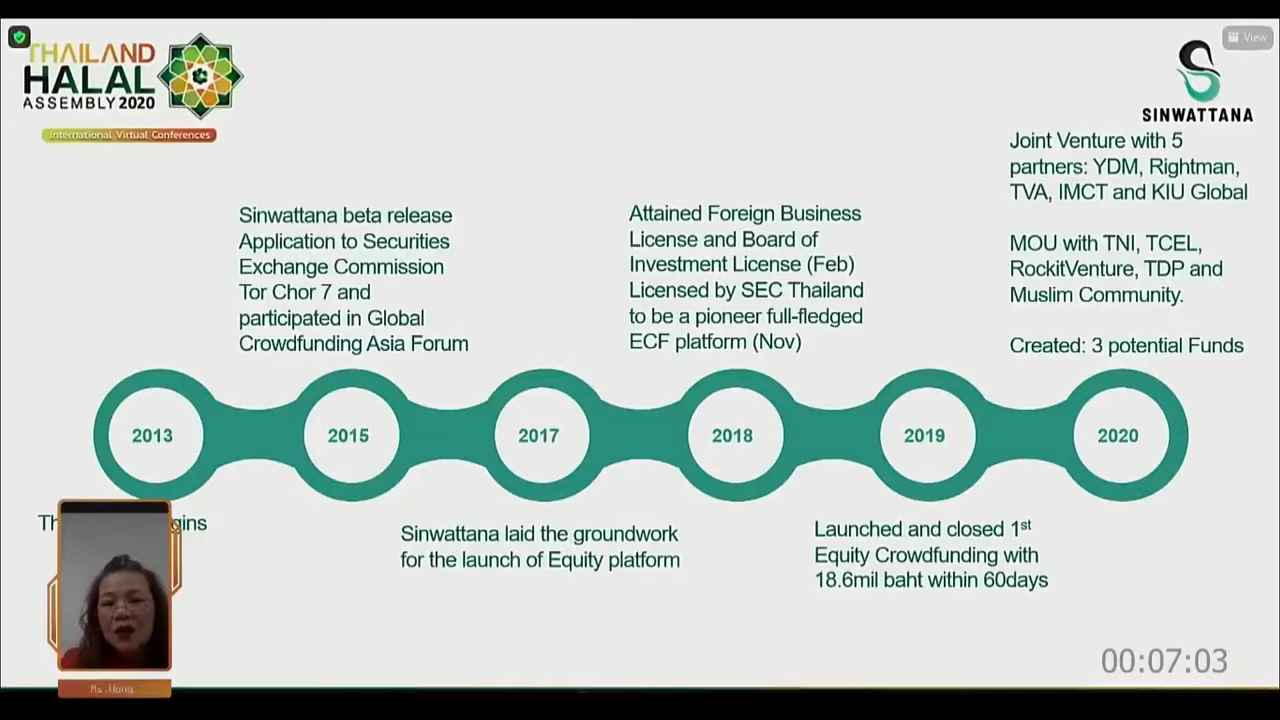 THAILAND
HALAL
ASSEMBLY 2020
International Virtual Conferences
View
SINWATTANA
Joint Venture with 5
partners: YDM, Rightman,
TVA, IMCT and KIU Global
MOU with TNI, TCEL,
RockitVenture, TDP and
Muslim Community.
Created: 3 potential Funds
Sinwattana beta release
Application to Securities
Exchange Commission
Tor Chor 7 and
participated in Global
Crowdfunding Asia Forum
Attained Foreign Business
License and Board of
Investment License (Feb)
Licensed by SEC Thailand
to be a pioneer full-fledged
ECF platform (Nov)
2013
2015
2017
2018
2019
2020
Sinwattana laid the groundwork
for the launch of Equity platform
Launched and closed 1st
Equity Crowdfunding with
18.6mil baht within 60days
00:07:03
Ms.Hong